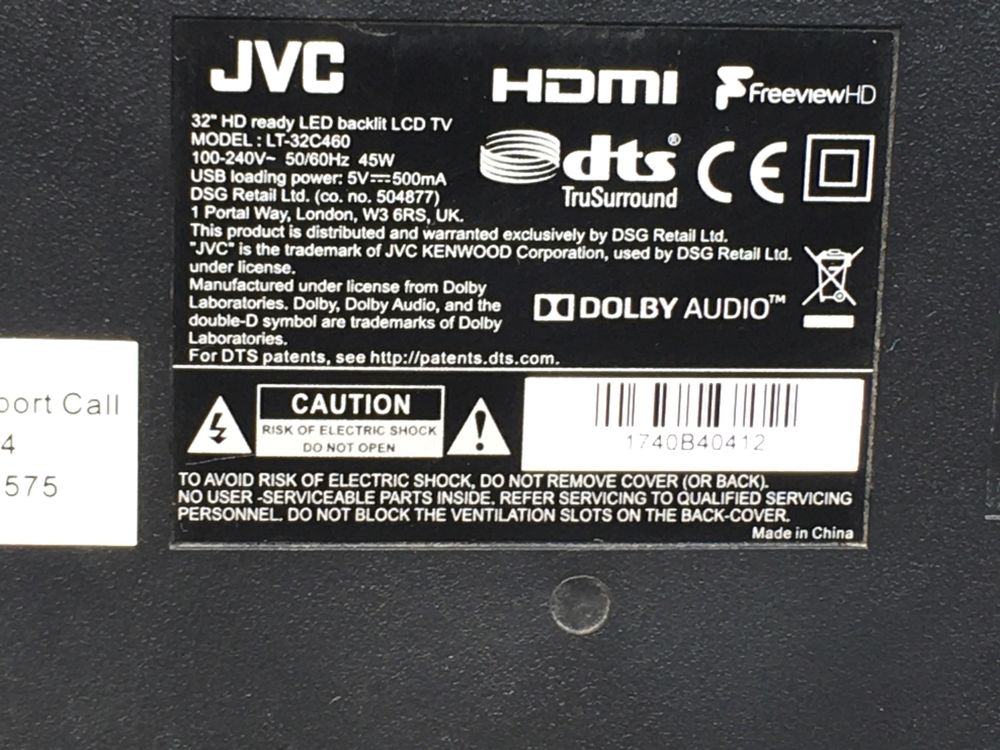 JVC
HDMI
FreeviewHD
32" HD ready LED backlit LCD TV
MODEL : LT-32C460
100-240V~ 50/60Hz 45W
USB loading power: 5V⎓500mA
DSG Retail Ltd. (co. no. 504877)
1 Portal Way, London, W3 6RS, UK.
dts®
TruSurround
CE
This product is distributed and warranted exclusively by DSG Retail Ltd.
"JVC" is the trademark of JVC KENWOOD Corporation, used by DSG Retail Ltd.
under license.
Manufactured under license from Dolby
Laboratories. Dolby, Dolby Audio, and the
double-D symbol are trademarks of Dolby
Laboratories.
For DTS patents, see http://patents.dts.com.
DOLBY AUDIO™
CAUTION
RISK OF ELECTRIC SHOCK
DO NOT OPEN
1740B40412
TO AVOID RISK OF ELECTRIC SHOCK, DO NOT REMOVE COVER (OR BACK).
NO USER -SERVICEABLE PARTS INSIDE. REFER SERVICING TO QUALIFIED SERVICING
PERSONNEL. DO NOT BLOCK THE VENTILATION SLOTS ON THE BACK-COVER.
Made in China
port Call
4
575